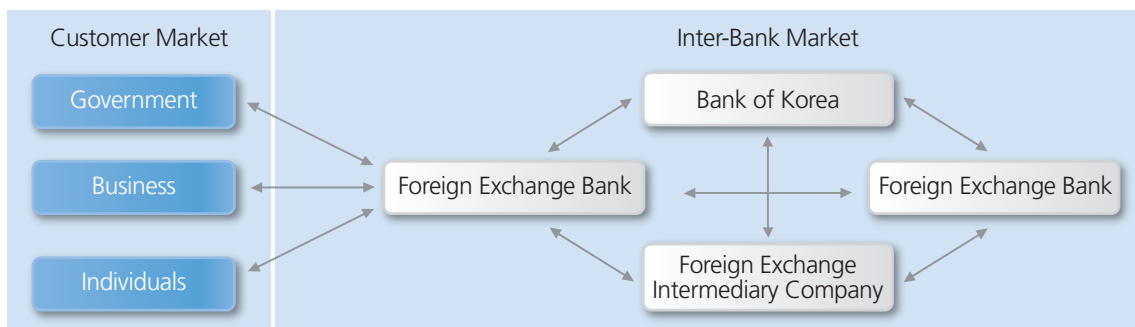 Customer Market
Inter-Bank Market
Government
Business
Individuals
Bank of Korea
Foreign Exchange Bank
Foreign Exchange Bank
Foreign Exchange
Intermediary Company